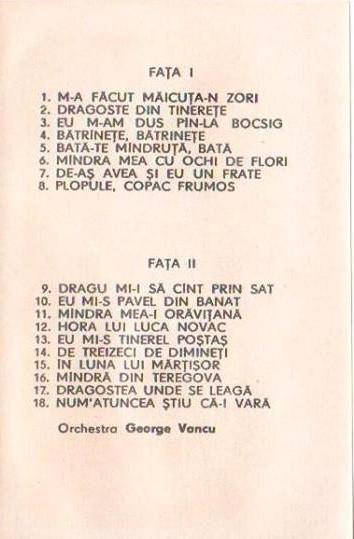 FAȚA I
1. M-A FĂCUT MĂICUȚA-N ZORI
2. DRAGOSTE DIN TINEREȚE
3. EU M-AM DUS PIN-LA BOCSIG
4. BĂTRINEȚE, BĂTRINEȚE
5. BATĂ-TE MÎNDRUȚĂ, BATĂ
6. MÎNDRA MEA CU OCHI DE FLORI
7. DE-AȘ AVEA ȘI EU UN FRATE
8. PLOPULE, COPAC FRUMOS
FAȚA II
9. DRAGU MI-I SĂ CÎNT PRIN SAT
10. EU MI-S PAVEL DIN BANAT
11. MÎNDRA MEA-I ORĂVIȚANĂ
12. HORA LUI LUCA NOVAC
13. EU MI-S TINEREL POȘTAȘ
14. DE TREIZECI DE DIMINEȚI
15. ÎN LUNA LUI MĂRȚIȘOR
16. MÎNDRĂ DIN TEREGOVA
17. DRAGOSTEA UNDE SE LEAGĂ
18. NUM'ATUNCEA ȘTIU CĂ-I VARĂ
Orchestra George Vancu